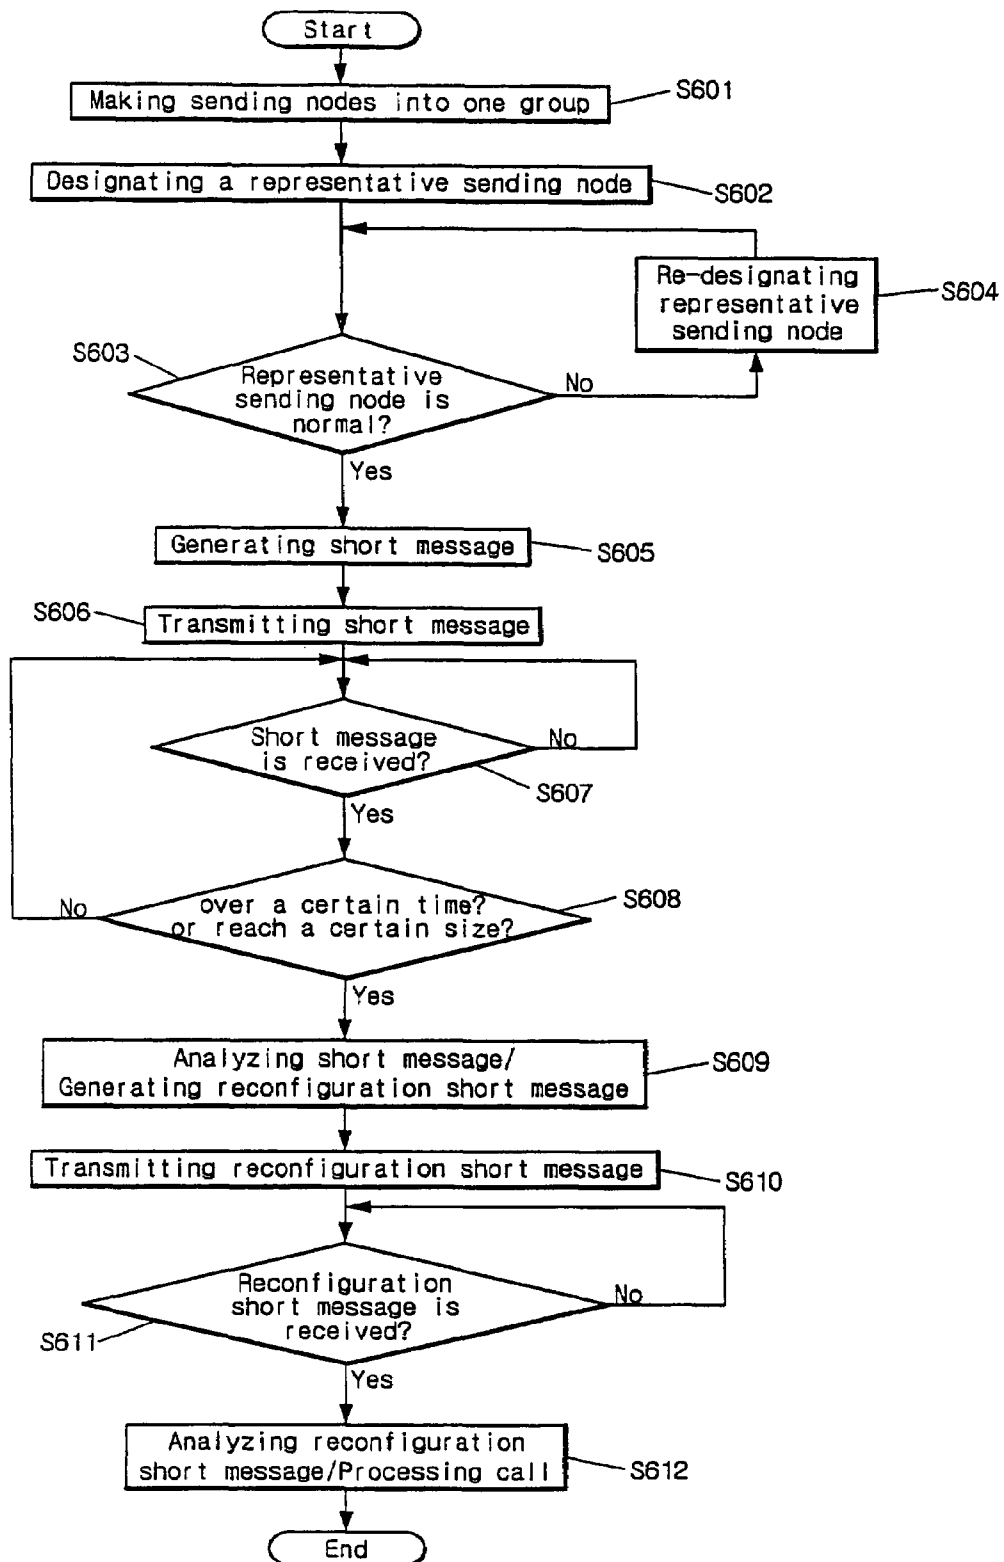 Start
Making sending nodes into one group
S601
Designating a representative sending node
S602
Re-designating
representative
sending node
S604
S603
Representative
sending node is
normal?
No
Yes
Generating short message
S605
S606
Transmitting short message
Short message
is received?
No
S607
Yes
over a certain time?
or reach a certain size?
No
S608
Yes
Analyzing short message/
Generating reconfiguration short message
S609
Transmitting reconfiguration short message
S610
Reconfiguration
short message is
received?
No
S611
Yes
Analyzing reconfiguration
short message/Processing call
S612
End